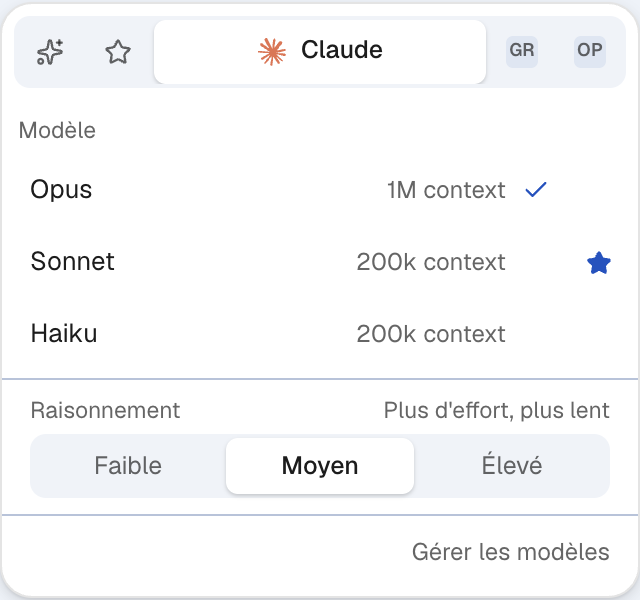 Claude GR OP
Modèle
Opus 1M context
Sonnet 200k context
Haiku 200k context
Raisonnement Plus d'effort, plus lent
Faible Moyen Élevé
Gérer les modèles